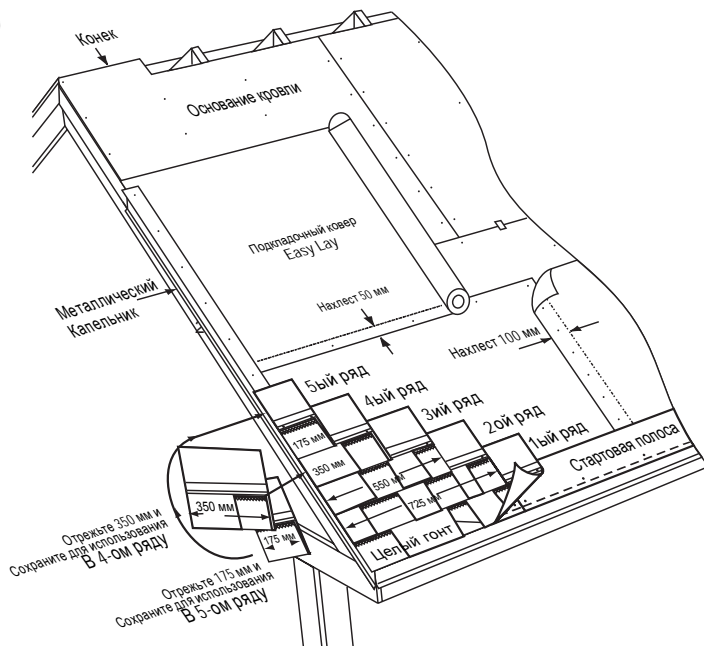 Конек
Основание кровли
Подкладочный ковер
Easy Lay
Металлический
Капельник
Нахлест 50 мм
Нахлест 100 мм
5ый ряд
4ый ряд
3ий ряд
2ой ряд
1ый ряд
Стартовая полоса
175 мм
350 мм
550 мм
725 мм
Целый гонт
350 мм
175 мм
Отрежьте 350 мм и
Сохраните для использования
В 4-ом ряду
Отрежьте 175 мм и
Сохраните для использования
В 5-ом ряду